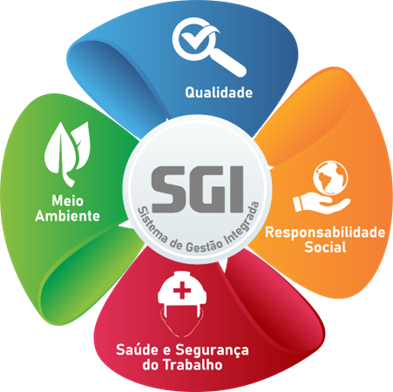 Qualidade
Meio
Ambiente
SGI
Sistema de Gestão Integrada
Responsabilidade
Social
Saúde e Segurança
do Trabalho